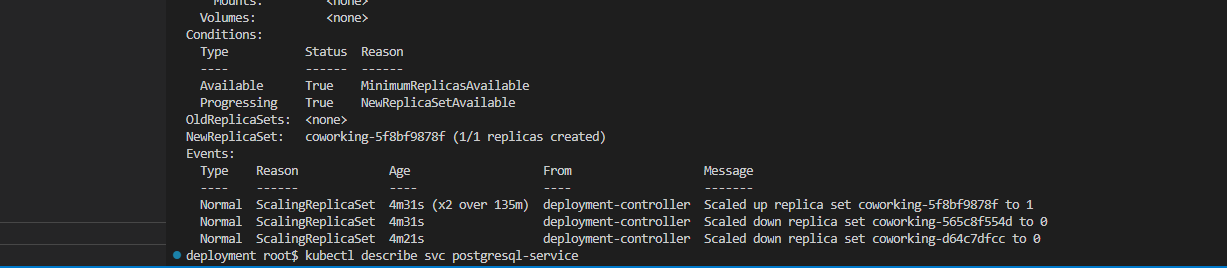 Mounts: <none>
Volumes: <none>
Conditions:
Type Status Reason
---- ------ ------
Available True MinimumReplicasAvailable
Progressing True NewReplicaSetAvailable
OldReplicaSets: <none>
NewReplicaSet: coworking-5f8bf9878f (1/1 replicas created)
Events:
Type Reason Age From Message
---- ------ ---- ---- -------
Normal ScalingReplicaSet 4m31s (x2 over 135m) deployment-controller Scaled up replica set coworking-5f8bf9878f to 1
Normal ScalingReplicaSet 4m31s deployment-controller Scaled down replica set coworking-565c8f554d to 0
Normal ScalingReplicaSet 4m21s deployment-controller Scaled down replica set coworking-d64c7dfcc to 0
deployment root$ kubectl describe svc postgresql-service